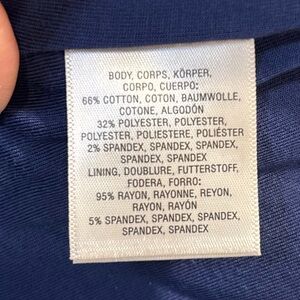 BODY, CORPS, KÖRPER,
CORPO, CUERPO:
66% COTTON, COTON, BAUMWOLLE,
COTONE, ALGODÓN
32% POLYESTER, POLYESTER,
POLYESTER, POLIESTERE, POLIÉSTER
2% SPANDEX, SPANDEX, SPANDEX,
SPANDEX, SPANDEX
LINING, DOUBLURE, FUTTERSTOFF,
FODERA, FORRO:
95% RAYON, RAYONNE, REYON,
RAYON, RAYÓN
5% SPANDEX, SPANDEX, SPANDEX,
SPANDEX, SPANDEX